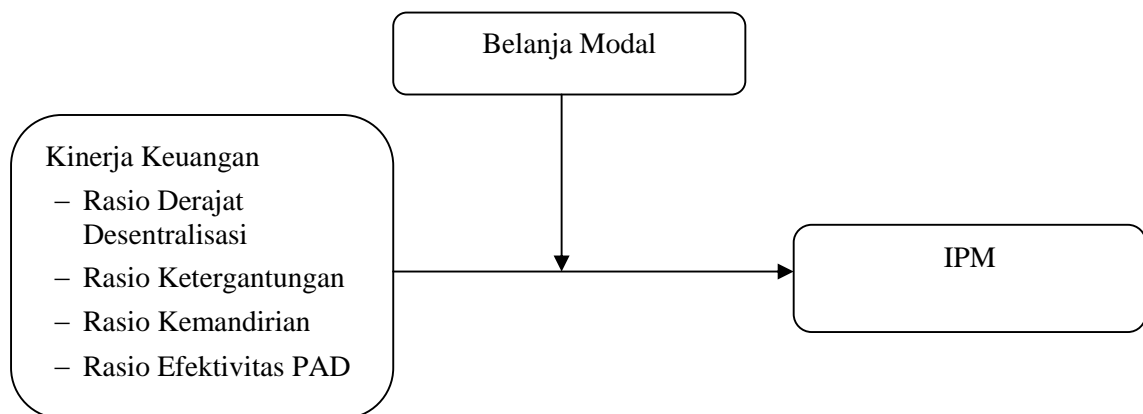 Belanja Modal
Kinerja Keuangan
– Rasio Derajat
Desentralisasi
– Rasio Ketergantungan
– Rasio Kemandirian
– Rasio Efektivitas PAD
IPM